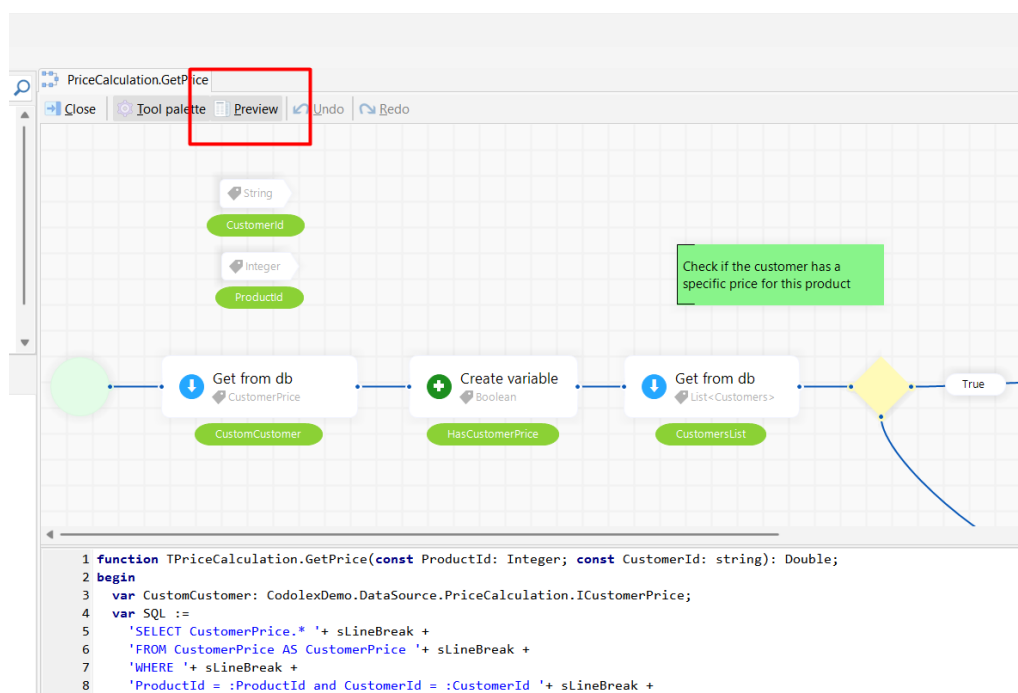 PriceCalculation.GetPrice
Close Tool palette Preview Undo Redo
String
CustomerId
Integer
ProductId
Check if the customer has a
specific price for this product
Get from db
CustomerPrice
CustomCustomer
Create variable
Boolean
HasCustomerPrice
Get from db
List<Customers>
CustomersList
True
1 function TPriceCalculation.GetPrice(const ProductId: Integer; const CustomerId: string): Double;
2 begin
3 var CustomCustomer: CodolexDemo.DataSource.PriceCalculation.ICustomerPrice;
4 var SQL :=
5 'SELECT CustomerPrice.* '+ sLineBreak +
6 'FROM CustomerPrice AS CustomerPrice '+ sLineBreak +
7 'WHERE '+ sLineBreak +
8 'ProductId = :ProductId and CustomerId = :CustomerId '+ sLineBreak +